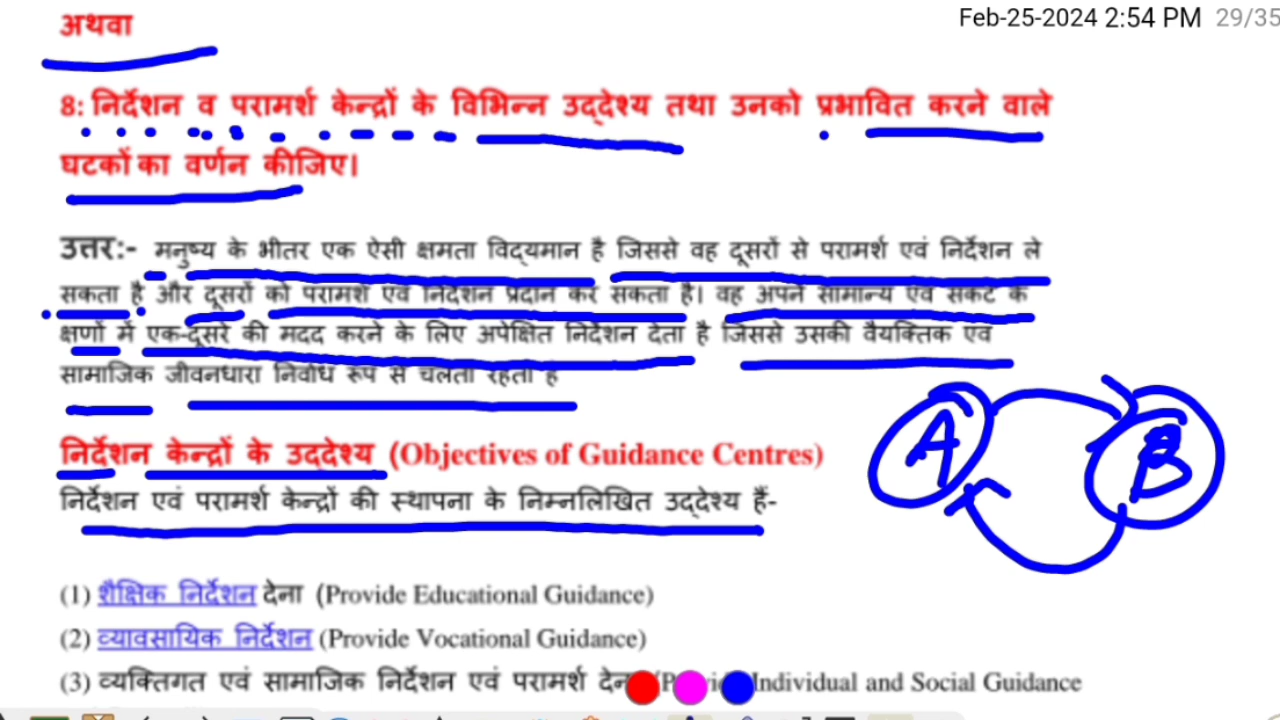 Feb-25-2024 2:54 PM 29/35
अथवा
8: निर्देशन व परामर्श केन्द्रों के विभिन्न उद्देश्य तथा उनको प्रभावित करने वाले
घटकों का वर्णन कीजिए।
उत्तर:- मनुष्य के भीतर एक ऐसी क्षमता विद्यमान है जिससे वह दूसरों से परामर्श एवं निर्देशन ले
सकता है और दूसरों को परामर्श एवं निर्देशन प्रदान कर सकता है। वह अपने सामान्य एवं संकट के
क्षणों में एक-दूसरे की मदद करने के लिए अपेक्षित निर्देशन देता है जिससे उसकी वैयक्तिक एवं
सामाजिक जीवनधारा निर्वाध रूप से चलता रहता है
निर्देशन केन्द्रों के उद्देश्य (Objectives of Guidance Centres)
A B
निर्देशन एवं परामर्श केन्द्रों की स्थापना के निम्नलिखित उद्देश्य हैं-
(1) शैक्षिक निर्देशन देना (Provide Educational Guidance)
(2) व्यावसायिक निर्देशन (Provide Vocational Guidance)
(3) व्यक्तिगत एवं सामाजिक निर्देशन एवं परामर्श Individual and Social Guidance